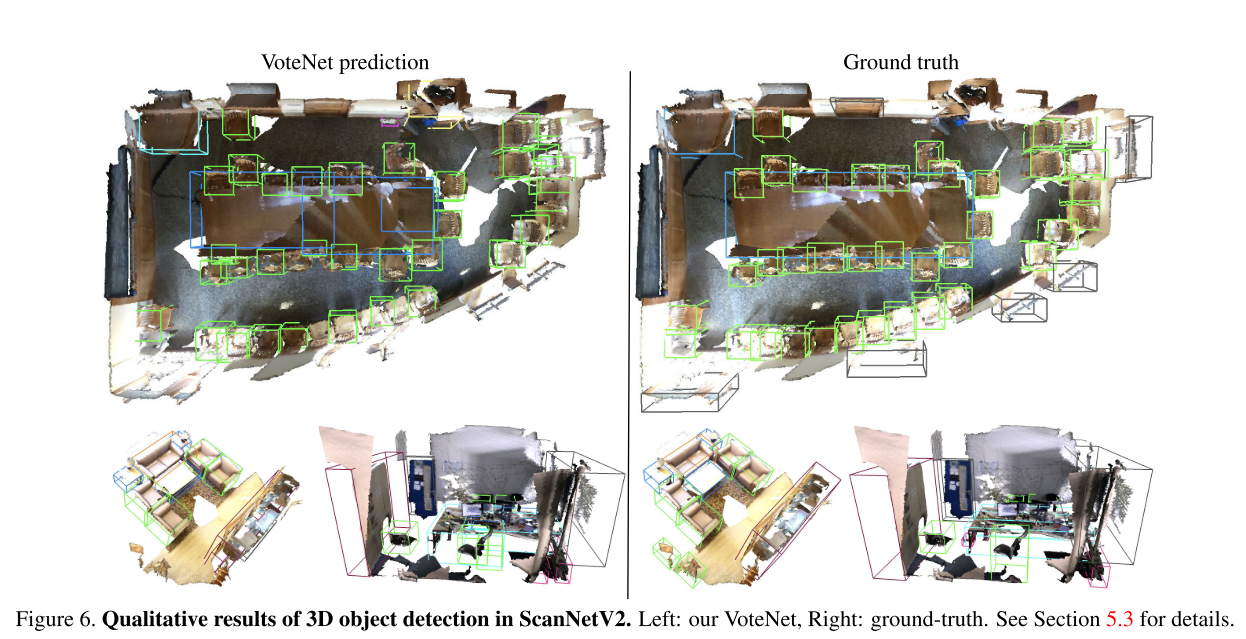 VoteNet prediction
Ground truth
Figure 6. Qualitative results of 3D object detection in ScanNetV2. Left: our VoteNet, Right: ground-truth. See Section 5.3 for details.